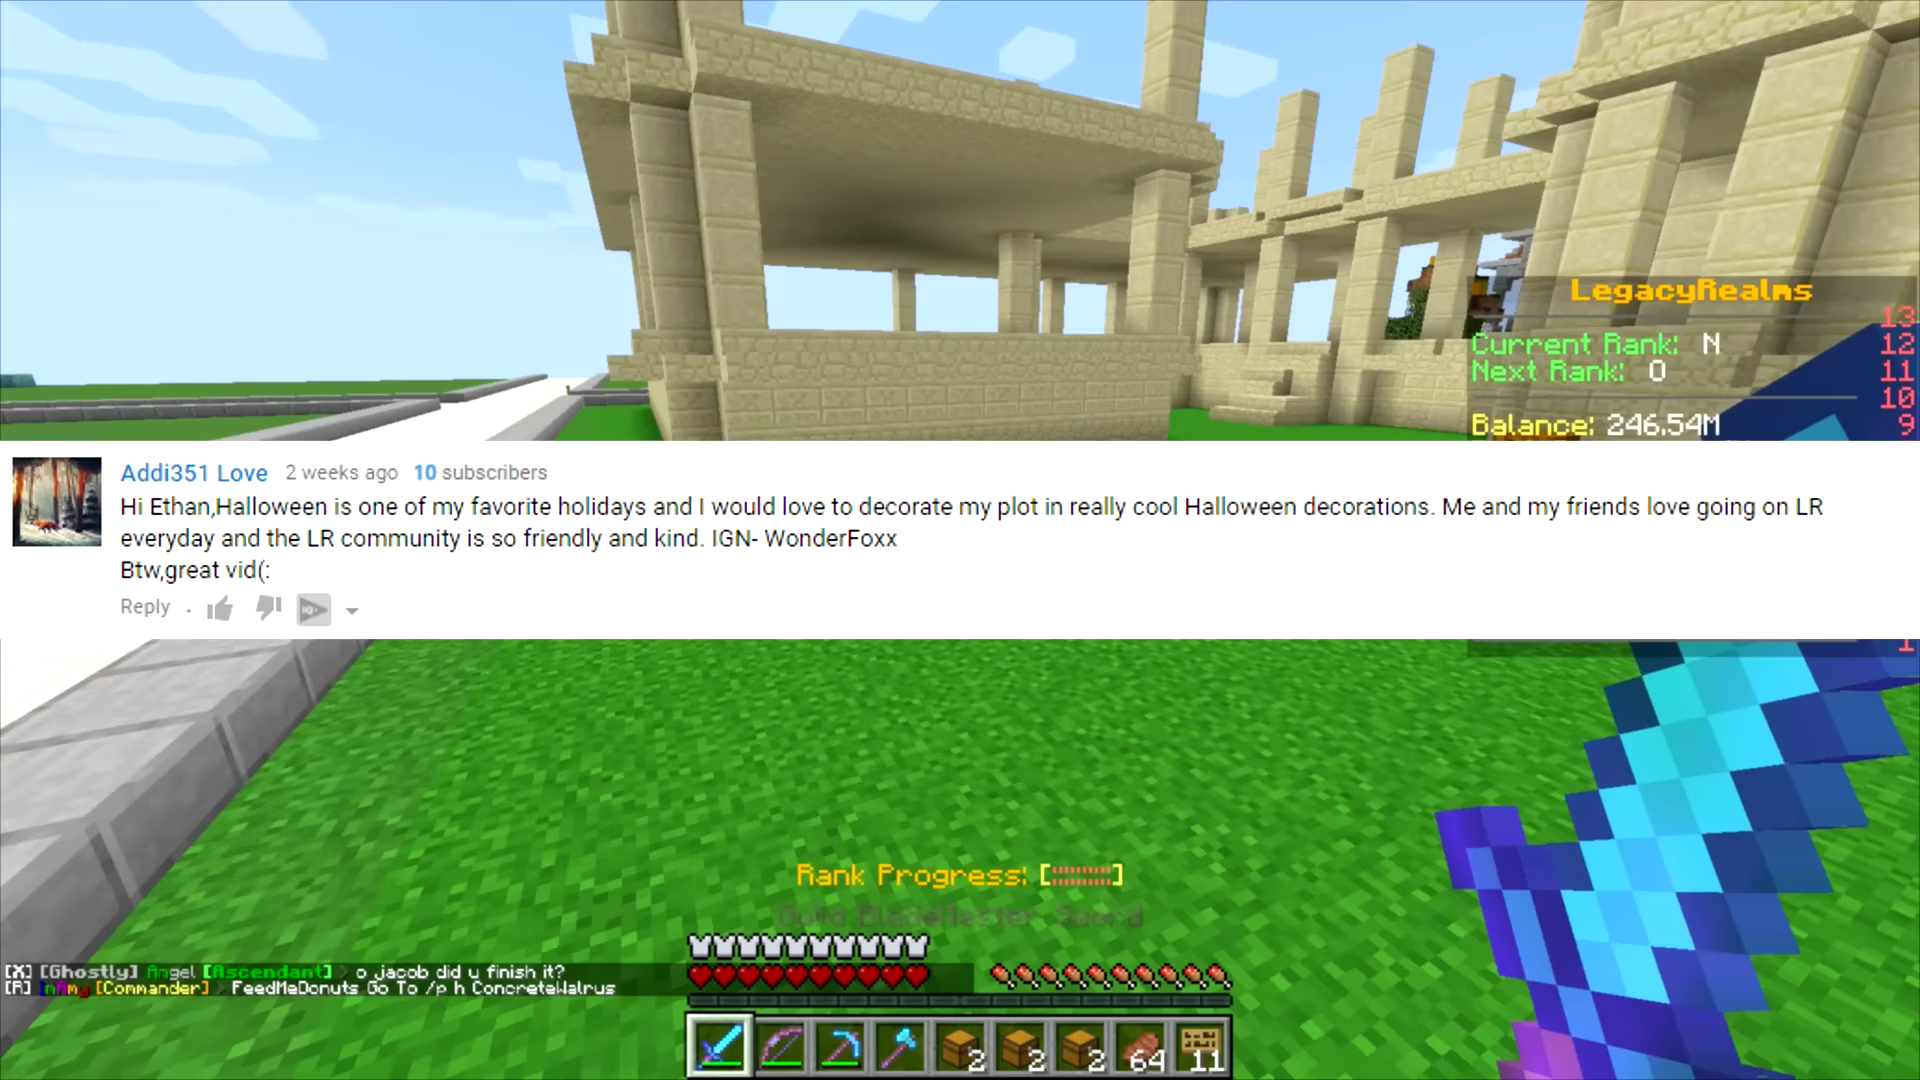 LegacyRealms
13
Current Rank: N 12
Next Rank: O 11
10
Balance: 246.54M 9
Addi351 Love 2 weeks ago 10 subscribers
Hi Ethan,Halloween is one of my favorite holidays and I would love to decorate my plot in really cool Halloween decorations. Me and my friends love going on LR
everyday and the LR community is so friendly and kind. IGN- WonderFoxx
Btw,great vid(:
Reply
1
Rank Progress: [::::::::::]
Guild BladeMaster Sword
[X] [Ghostly] Angel [Ascendant] > o jacob did u finish it?
[A] [Commander] > FeedMeDonuts Go To /p h ConcreteWalrus
2 2 2 64 11